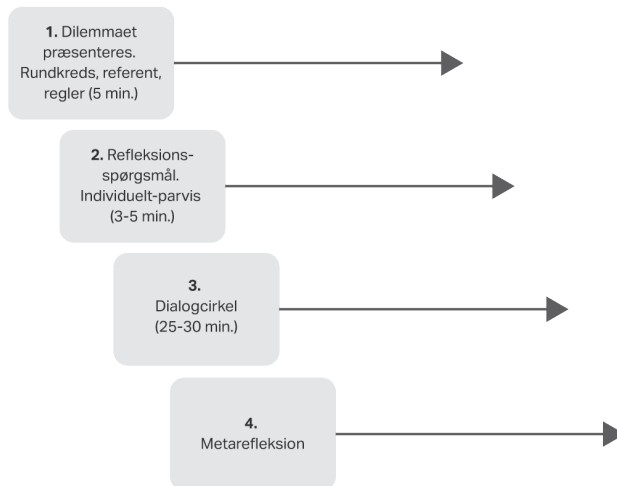 1. Dilemmaet
præsenteres.
Rundkreds, referent,
regler (5 min.)
2. Refleksions-
spørgsmål.
Individuelt-parvis
(3-5 min.)
3.
Dialogcirkel
(25-30 min.)
4.
Metarefleksion